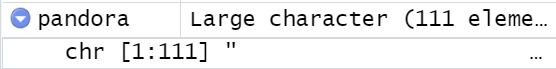 pandora Large character (111 eleme…
chr [1:111] " …